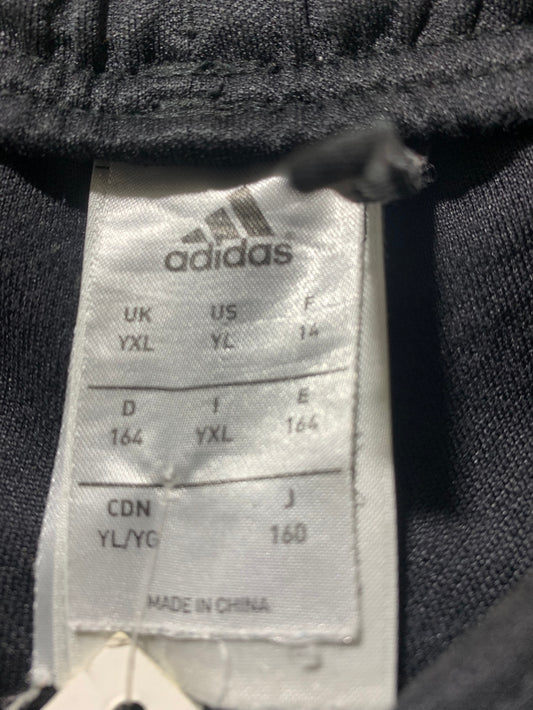 adidas
UK US F
YXL YL 14
D I E
164 YXL 164
CDN J
YL/YG 160
MADE IN CHINA